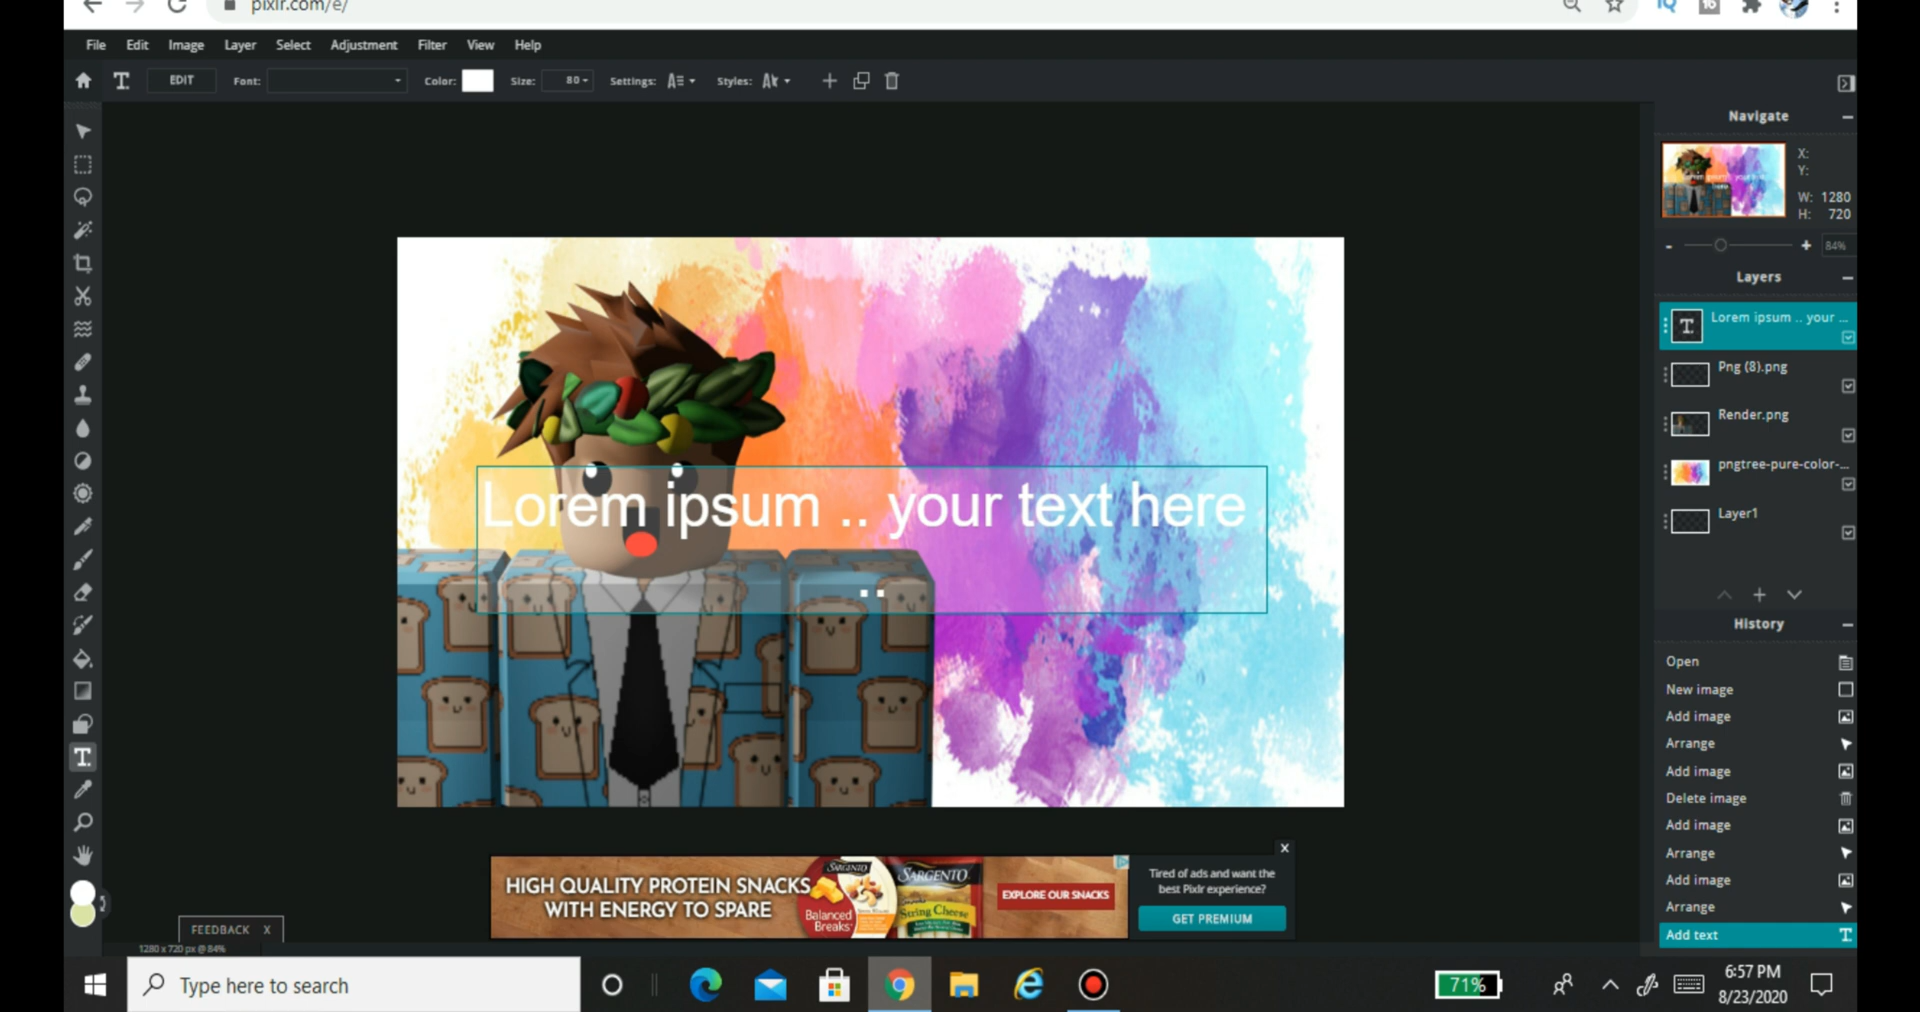 pixlr.com/e/
File Edit Image Layer Select Adjustment Filter View Help
EDIT Font: Color: Size: 80 Settings: Styles:
Navigate
X:
Y:
W: 1280
H: 720
84%
Layers
Lorem ipsum .. your ...
Png (8).png
Render.png
pngtree-pure-color-...
Layer1
Lorem ipsum .. your text here
..
History
Open
New image
Add image
Arrange
Add image
Delete image
Add image
Arrange
Add image
Arrange
Add text
HIGH QUALITY PROTEIN SNACKS
WITH ENERGY TO SPARE
SARGENTO
Balanced
Breaks
SARGENTO
String Cheese
EXPLORE OUR SNACKS
X
Tired of ads and want the
best Pixlr experience?
GET PREMIUM
FEEDBACK X
1280 x 720 px @ 84%
Type here to search
71%
6:57 PM
8/23/2020